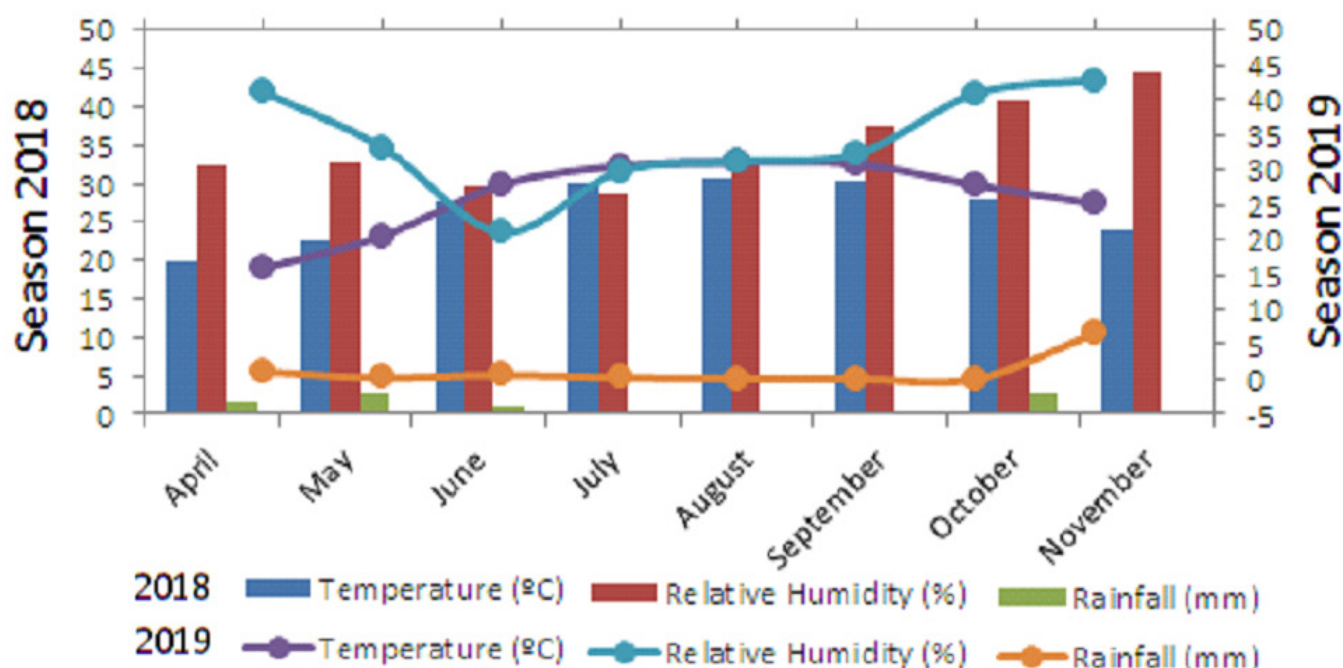 Season 2018
50
45
40
35
30
25
20
15
10
5
0
50
45
40
35
30
25
20
15
10
5
0
-5
Season 2019
April
May
June
July
August
September
October
November
2018 Temperature (ºC) Relative Humidity (%) Rainfall (mm)
2019 Temperature (ºC) Relative Humidity (%) Rainfall (mm)